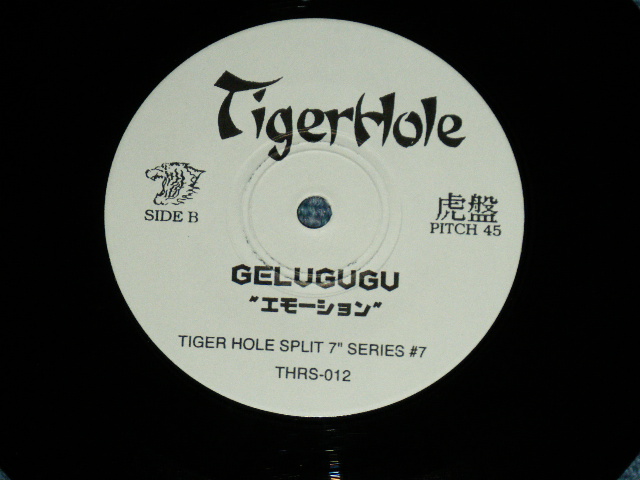 TigerHole
SIDE B
虎盤
PITCH 45
GELUGUGU
"エモーション"
TIGER HOLE SPLIT 7" SERIES #7
THRS-012